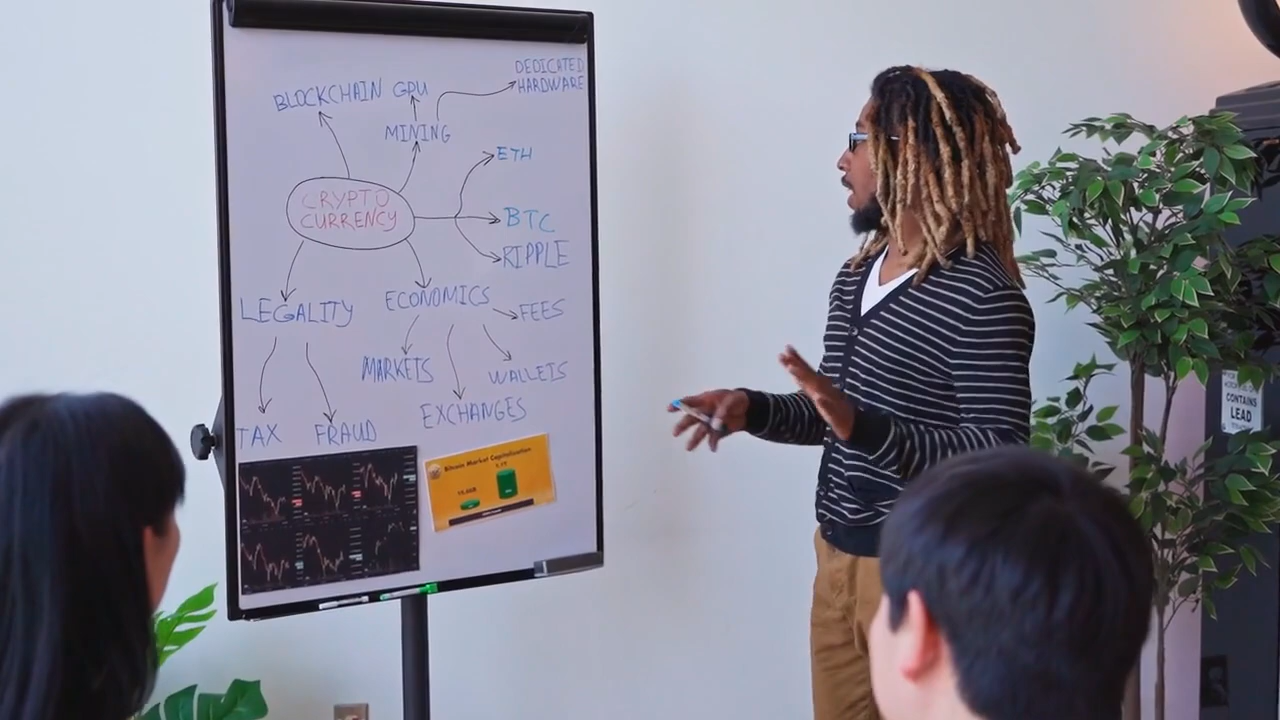 DEDICATED
HARDWARE
BLOCKCHAIN GPU
MINING
ETH
CRYPTO
CURRENCY
BTC
RIPPLE
LEGALITY
ECONOMICS
FEES
MARKETS
WALLETS
EXCHANGES
TAX
FRAUD
Bitcoin Market Capitalization
CONTAINS
LEAD